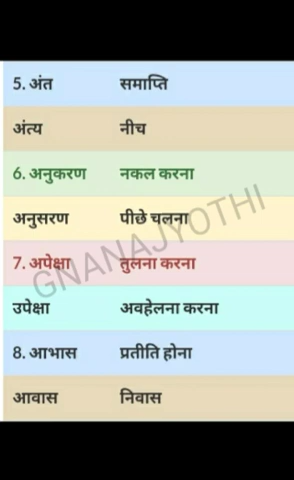 5. अंत समाप्ति
अंत्य नीच
6. अनुकरण नकल करना
अनुसरण पीछे चलना
7. अपेक्षा तुलना करना
उपेक्षा अवहेलना करना
8. आभास प्रतीति होना
आवास निवास
GNANAJYOTHI